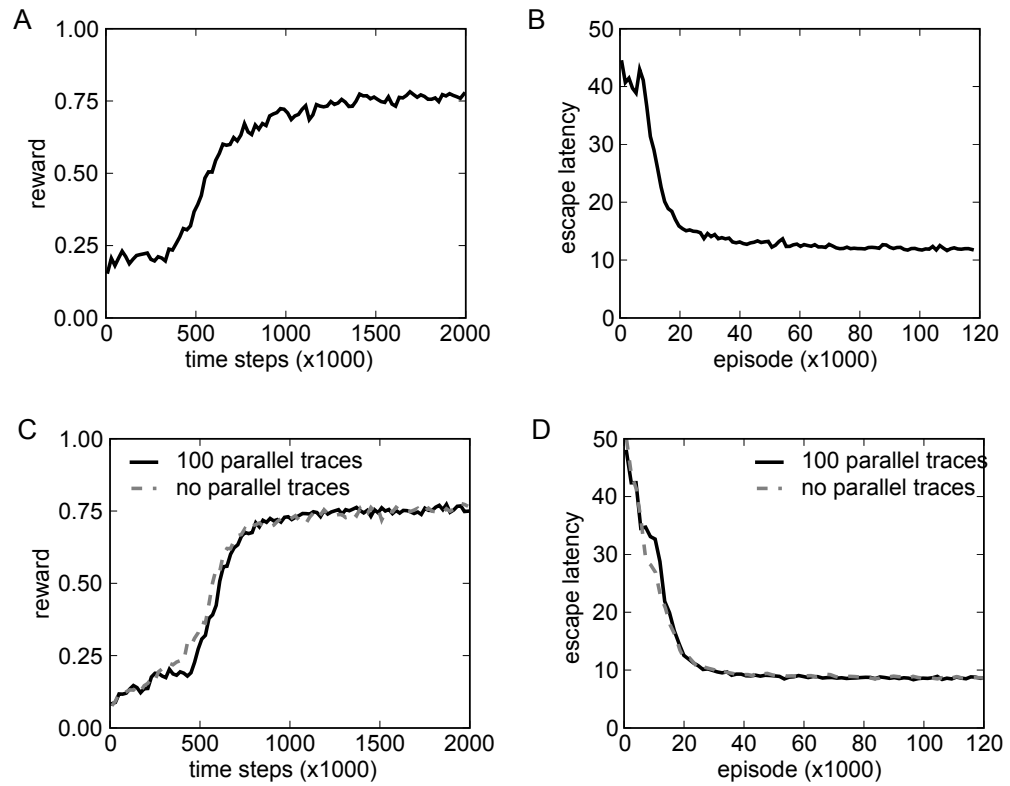 A
1.00
0.75
0.50
0.25
0.00
reward
0 500 1000 1500 2000
time steps (x1000)
B
50
40
30
20
10
0
escape latency
0 20 40 60 80 100 120
episode (x1000)
C
1.00
0.75
0.50
0.25
0.00
reward
100 parallel traces
no parallel traces
0 500 1000 1500 2000
time steps (x1000)
D
50
40
30
20
10
0
escape latency
100 parallel traces
no parallel traces
0 20 40 60 80 100 120
episode (x1000)